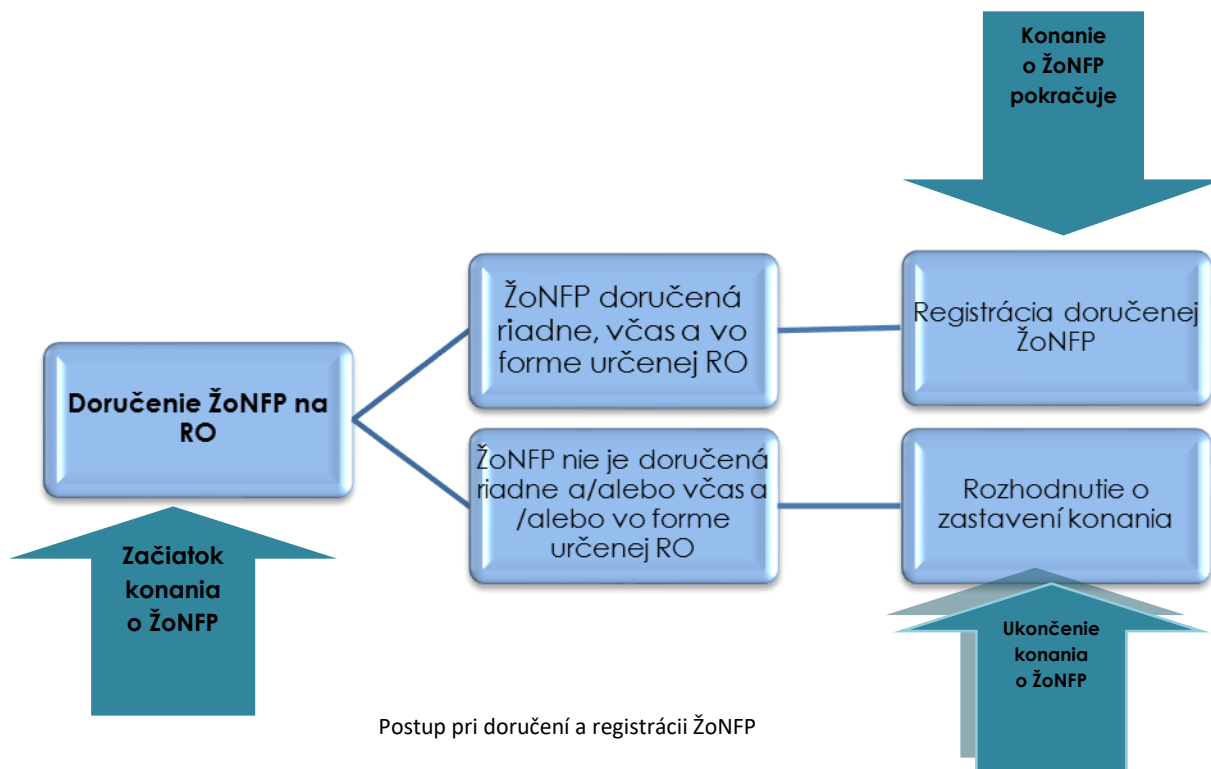 Konanie
o ŽoNFP
pokračuje
ŽoNFP doručená
riadne, včas a vo
forme určenej RO
Registrácia doručenej
ŽoNFP
Doručenie ŽoNFP na
RO
ŽoNFP nie je doručená
riadne a/alebo včas a
/alebo vo forme
určenej RO
Rozhodnutie o
zastavení konania
Začiatok
konania
o ŽoNFP
Ukončenie
konania
o ŽoNFP
Postup pri doručení a registrácii ŽoNFP